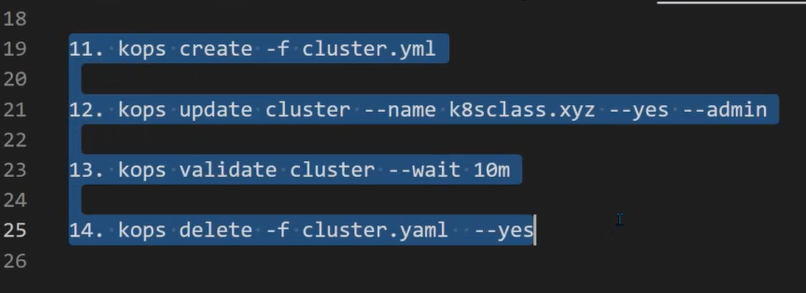 18
19 11. kops create -f cluster.yml
20
21 12. kops update cluster --name k8sclass.xyz --yes --admin
22
23 13. kops validate cluster --wait 10m
24
25 14. kops delete -f cluster.yaml  --yes
26